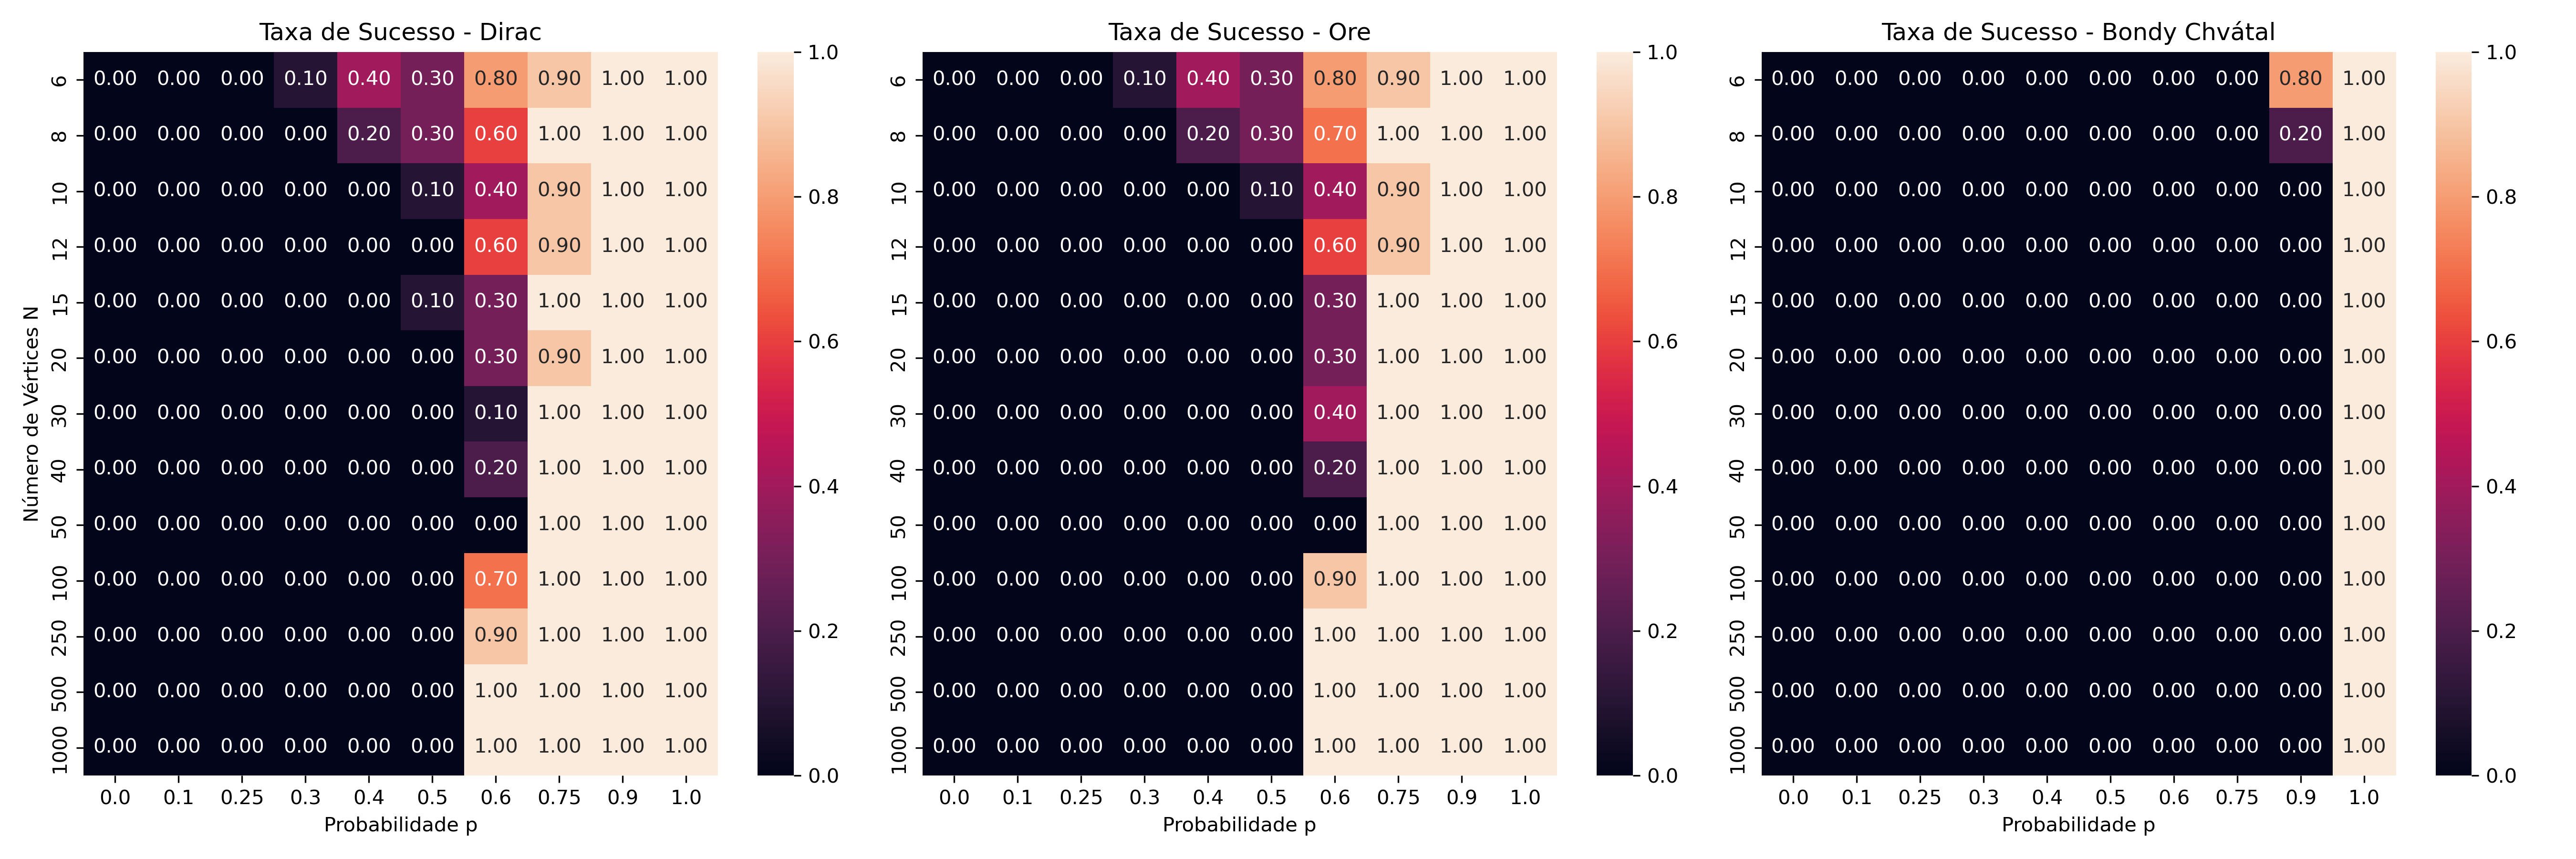 Taxa de Sucesso - Dirac
6 0.00 0.00 0.00 0.10 0.40 0.30 0.80 0.90 1.00 1.00
8 0.00 0.00 0.00 0.00 0.20 0.30 0.60 1.00 1.00 1.00
10 0.00 0.00 0.00 0.00 0.00 0.10 0.40 0.90 1.00 1.00
12 0.00 0.00 0.00 0.00 0.00 0.00 0.60 0.90 1.00 1.00
15 0.00 0.00 0.00 0.00 0.00 0.10 0.30 1.00 1.00 1.00
20 0.00 0.00 0.00 0.00 0.00 0.00 0.30 0.90 1.00 1.00
30 0.00 0.00 0.00 0.00 0.00 0.00 0.10 1.00 1.00 1.00
40 0.00 0.00 0.00 0.00 0.00 0.00 0.20 1.00 1.00 1.00
50 0.00 0.00 0.00 0.00 0.00 0.00 0.00 1.00 1.00 1.00
100 0.00 0.00 0.00 0.00 0.00 0.00 0.70 1.00 1.00 1.00
250 0.00 0.00 0.00 0.00 0.00 0.00 0.90 1.00 1.00 1.00
500 0.00 0.00 0.00 0.00 0.00 0.00 1.00 1.00 1.00 1.00
1000 0.00 0.00 0.00 0.00 0.00 0.00 1.00 1.00 1.00 1.00
0.0 0.1 0.25 0.3 0.4 0.5 0.6 0.75 0.9 1.0
Probabilidade p
Número de Vértices N
1.0
0.8
0.6
0.4
0.2
0.0
Taxa de Sucesso - Ore
6 0.00 0.00 0.00 0.10 0.40 0.30 0.80 0.90 1.00 1.00
8 0.00 0.00 0.00 0.00 0.20 0.30 0.70 1.00 1.00 1.00
10 0.00 0.00 0.00 0.00 0.00 0.10 0.40 0.90 1.00 1.00
12 0.00 0.00 0.00 0.00 0.00 0.00 0.60 0.90 1.00 1.00
15 0.00 0.00 0.00 0.00 0.00 0.00 0.30 1.00 1.00 1.00
20 0.00 0.00 0.00 0.00 0.00 0.00 0.30 1.00 1.00 1.00
30 0.00 0.00 0.00 0.00 0.00 0.00 0.40 1.00 1.00 1.00
40 0.00 0.00 0.00 0.00 0.00 0.00 0.20 1.00 1.00 1.00
50 0.00 0.00 0.00 0.00 0.00 0.00 0.00 1.00 1.00 1.00
100 0.00 0.00 0.00 0.00 0.00 0.00 0.90 1.00 1.00 1.00
250 0.00 0.00 0.00 0.00 0.00 0.00 1.00 1.00 1.00 1.00
500 0.00 0.00 0.00 0.00 0.00 0.00 1.00 1.00 1.00 1.00
1000 0.00 0.00 0.00 0.00 0.00 0.00 1.00 1.00 1.00 1.00
0.0 0.1 0.25 0.3 0.4 0.5 0.6 0.75 0.9 1.0
Probabilidade p
1.0
0.8
0.6
0.4
0.2
0.0
Taxa de Sucesso - Bondy Chvátal
6 0.00 0.00 0.00 0.00 0.00 0.00 0.00 0.00 0.80 1.00
8 0.00 0.00 0.00 0.00 0.00 0.00 0.00 0.00 0.20 1.00
10 0.00 0.00 0.00 0.00 0.00 0.00 0.00 0.00 0.00 1.00
12 0.00 0.00 0.00 0.00 0.00 0.00 0.00 0.00 0.00 1.00
15 0.00 0.00 0.00 0.00 0.00 0.00 0.00 0.00 0.00 1.00
20 0.00 0.00 0.00 0.00 0.00 0.00 0.00 0.00 0.00 1.00
30 0.00 0.00 0.00 0.00 0.00 0.00 0.00 0.00 0.00 1.00
40 0.00 0.00 0.00 0.00 0.00 0.00 0.00 0.00 0.00 1.00
50 0.00 0.00 0.00 0.00 0.00 0.00 0.00 0.00 0.00 1.00
100 0.00 0.00 0.00 0.00 0.00 0.00 0.00 0.00 0.00 1.00
250 0.00 0.00 0.00 0.00 0.00 0.00 0.00 0.00 0.00 1.00
500 0.00 0.00 0.00 0.00 0.00 0.00 0.00 0.00 0.00 1.00
1000 0.00 0.00 0.00 0.00 0.00 0.00 0.00 0.00 0.00 1.00
0.0 0.1 0.25 0.3 0.4 0.5 0.6 0.75 0.9 1.0
Probabilidade p
1.0
0.8
0.6
0.4
0.2
0.0